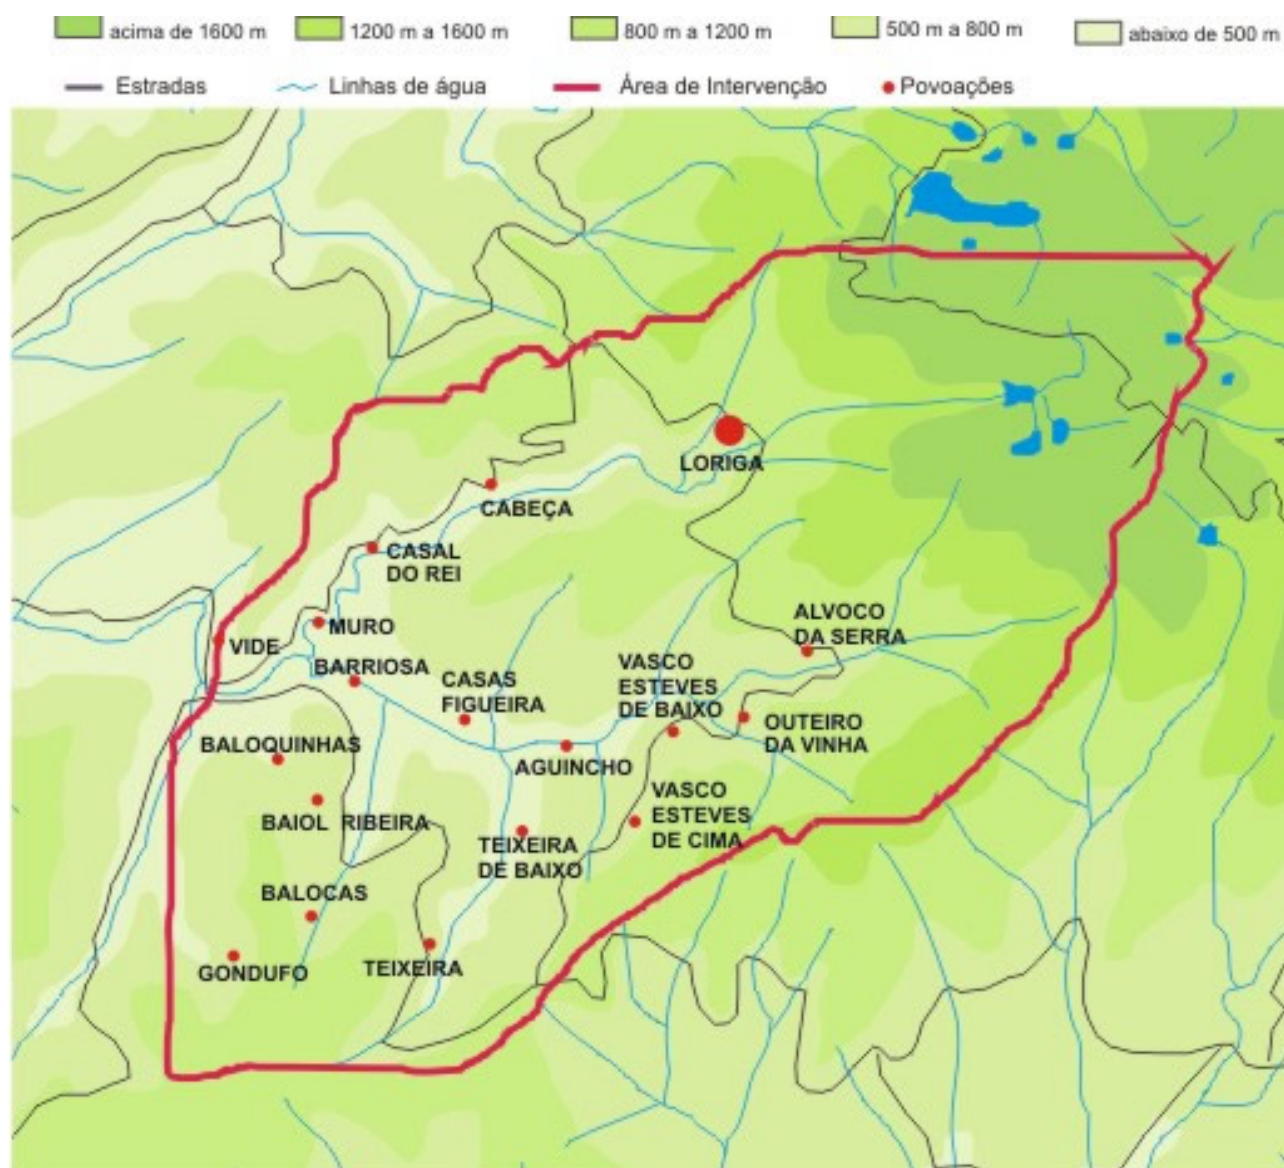 acima de 1600 m
1200 m a 1600 m
800 m a 1200 m
500 m a 800 m
abaixo de 500 m
Estradas
Linhas de água
Área de Intervenção
Povoações
LORIGA
CABEÇA
CASAL
DO REI
MURO
VIDE
BARRIOSA
CASAS
FIGUEIRA
VASCO
ESTEVES
DE BAIXO
ALVOCO
DA SERRA
OUTEIRO
DA VINHA
BALOQUINHAS
AGUINCHO
BAIOL RIBEIRA
TEIXEIRA
DE BAIXO
VASCO
ESTEVES
DE CIMA
BALOCAS
GONDUFO
TEIXEIRA